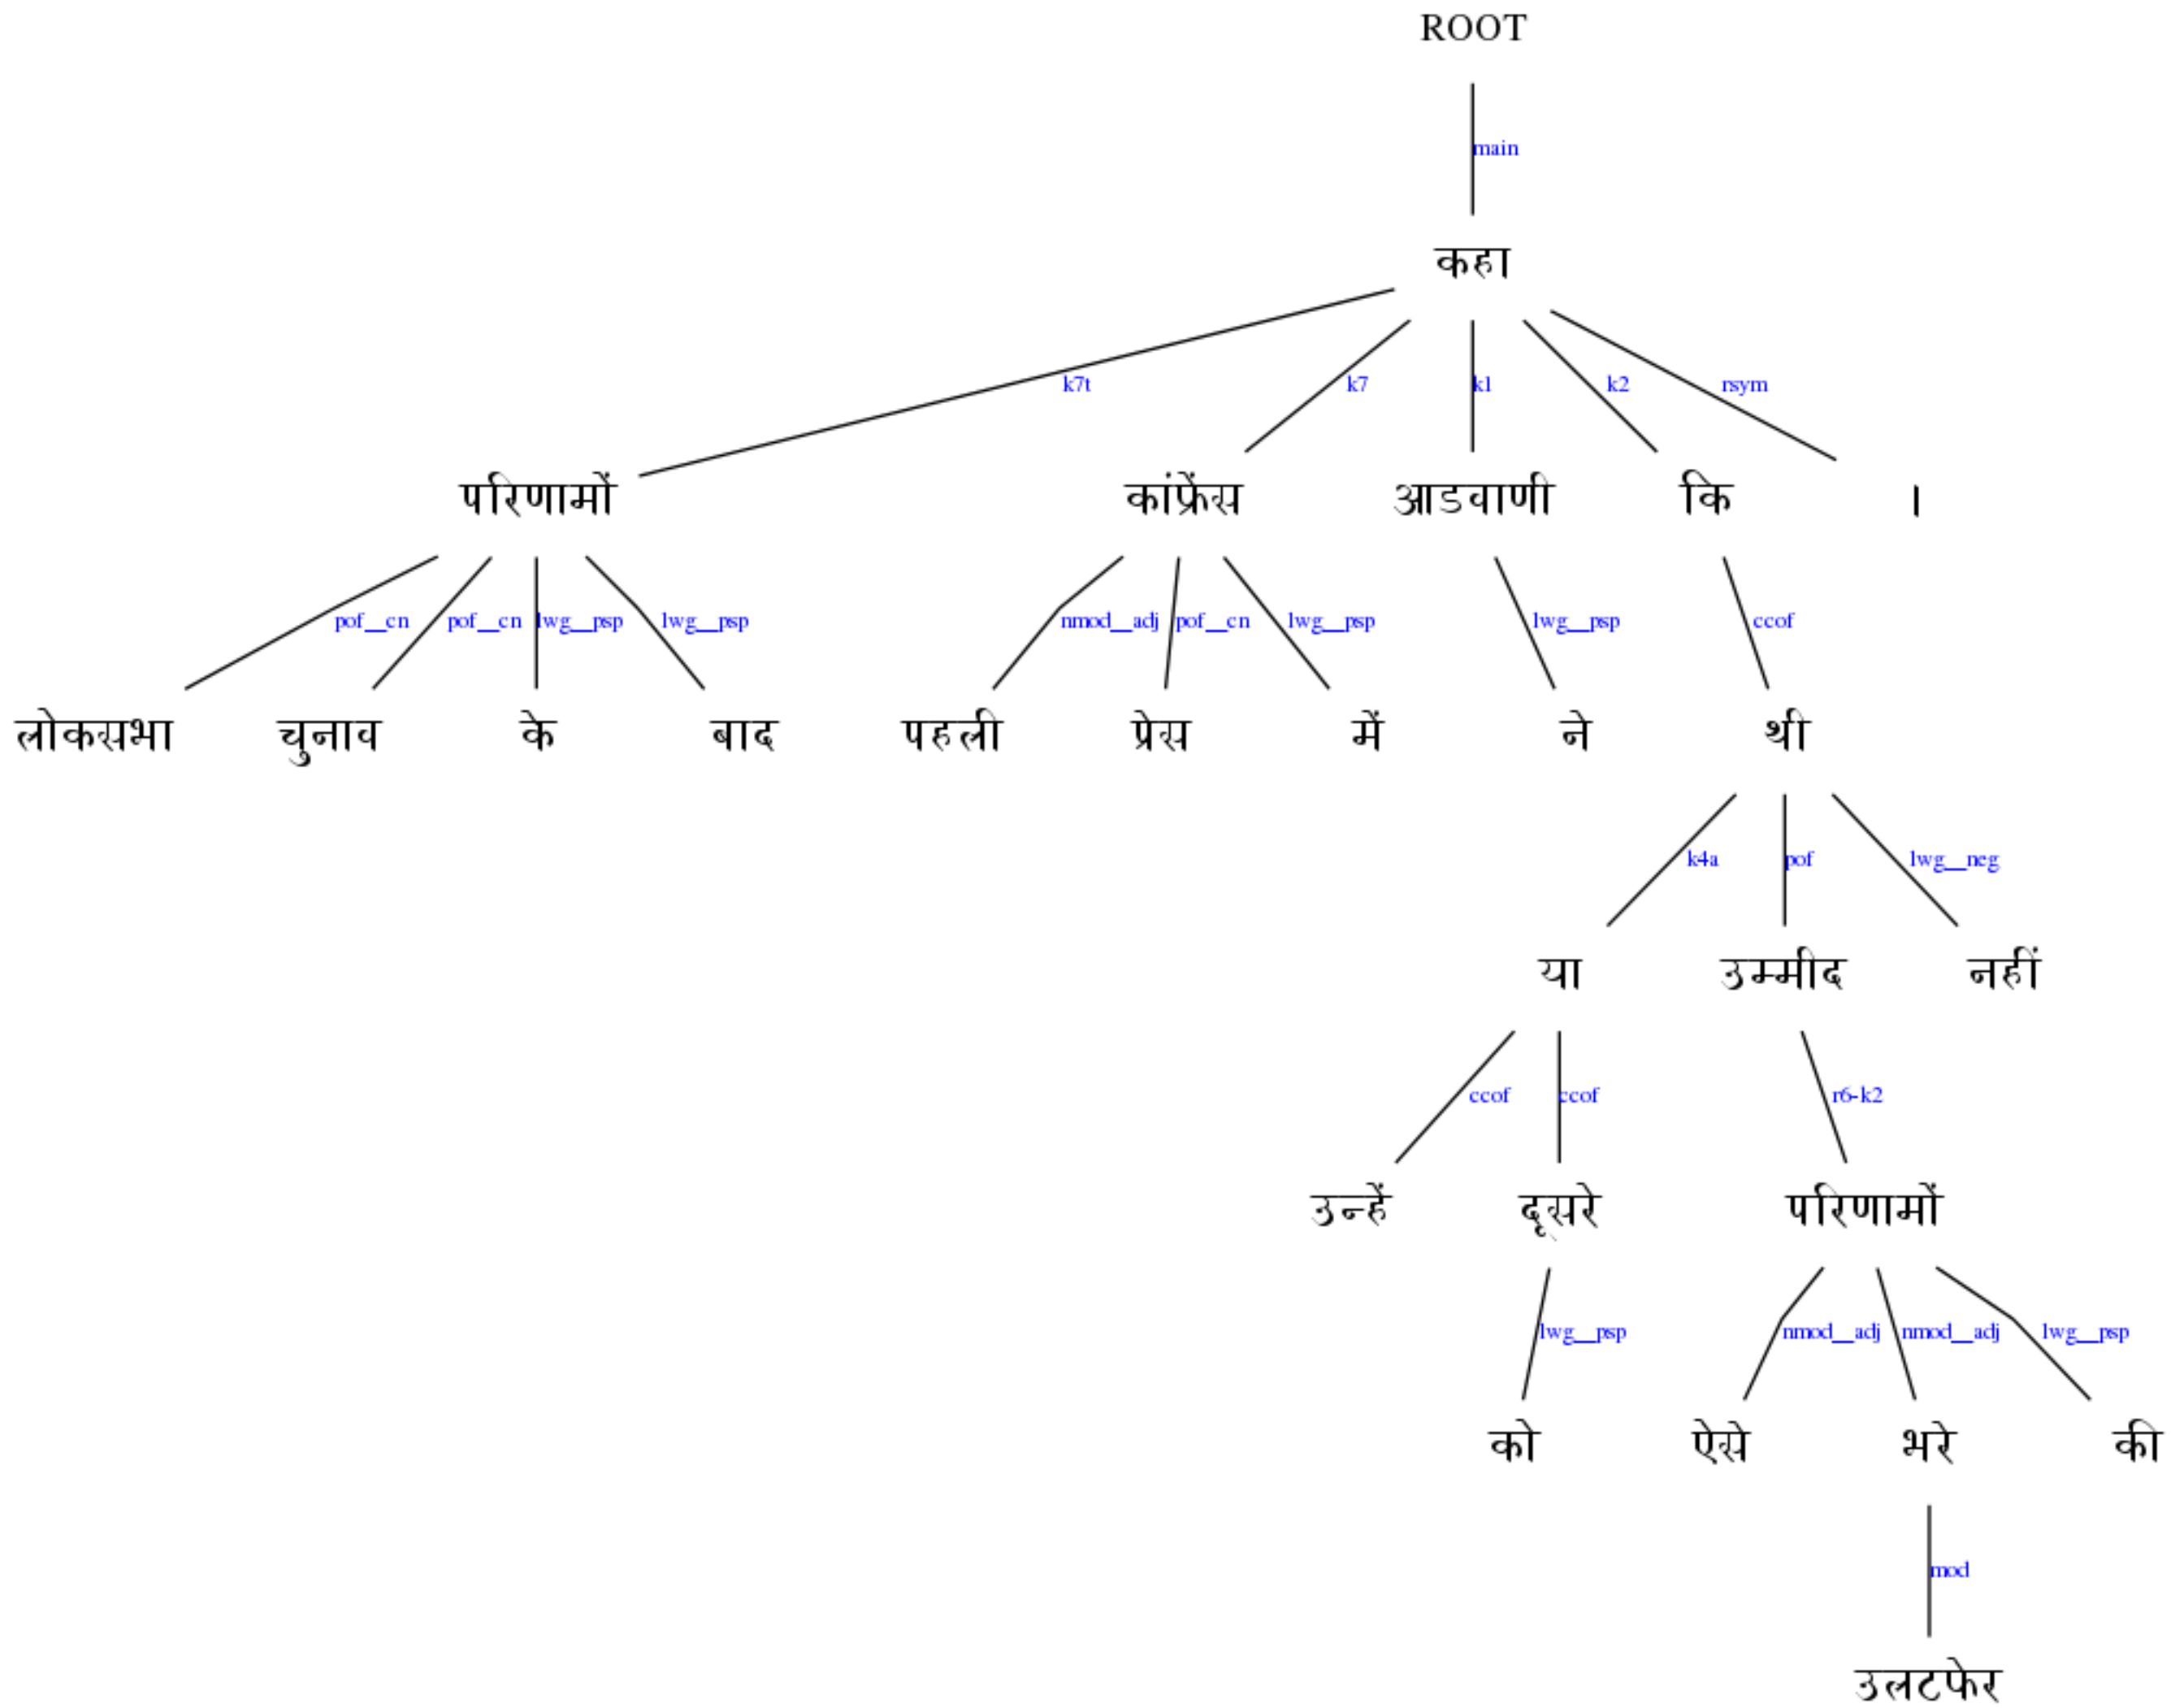 ROOT
main
कहा
k7t k7 k1 k2 rsym
परिणामों कांफ्रेंस आडवाणी कि ।
pof__cn pof__cn lwg__psp lwg__psp nmod__adj pof__cn lwg__psp lwg__psp ccof
लोकसभा चुनाव के बाद पहली प्रेस में ने थी
k4a pof lwg__neg
या उम्मीद नहीं
ccof ccof r6-k2
उन्हें दूसरे परिणामों
lwg__psp nmod__adj nmod__adj lwg__psp
को ऐसे भरे की
mod
उलटफेर